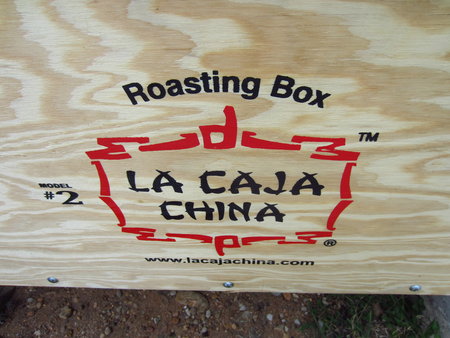 Roasting Box
TM
LA CAJA
CHINA
MODEL
#2
®
www.lacajachina.com